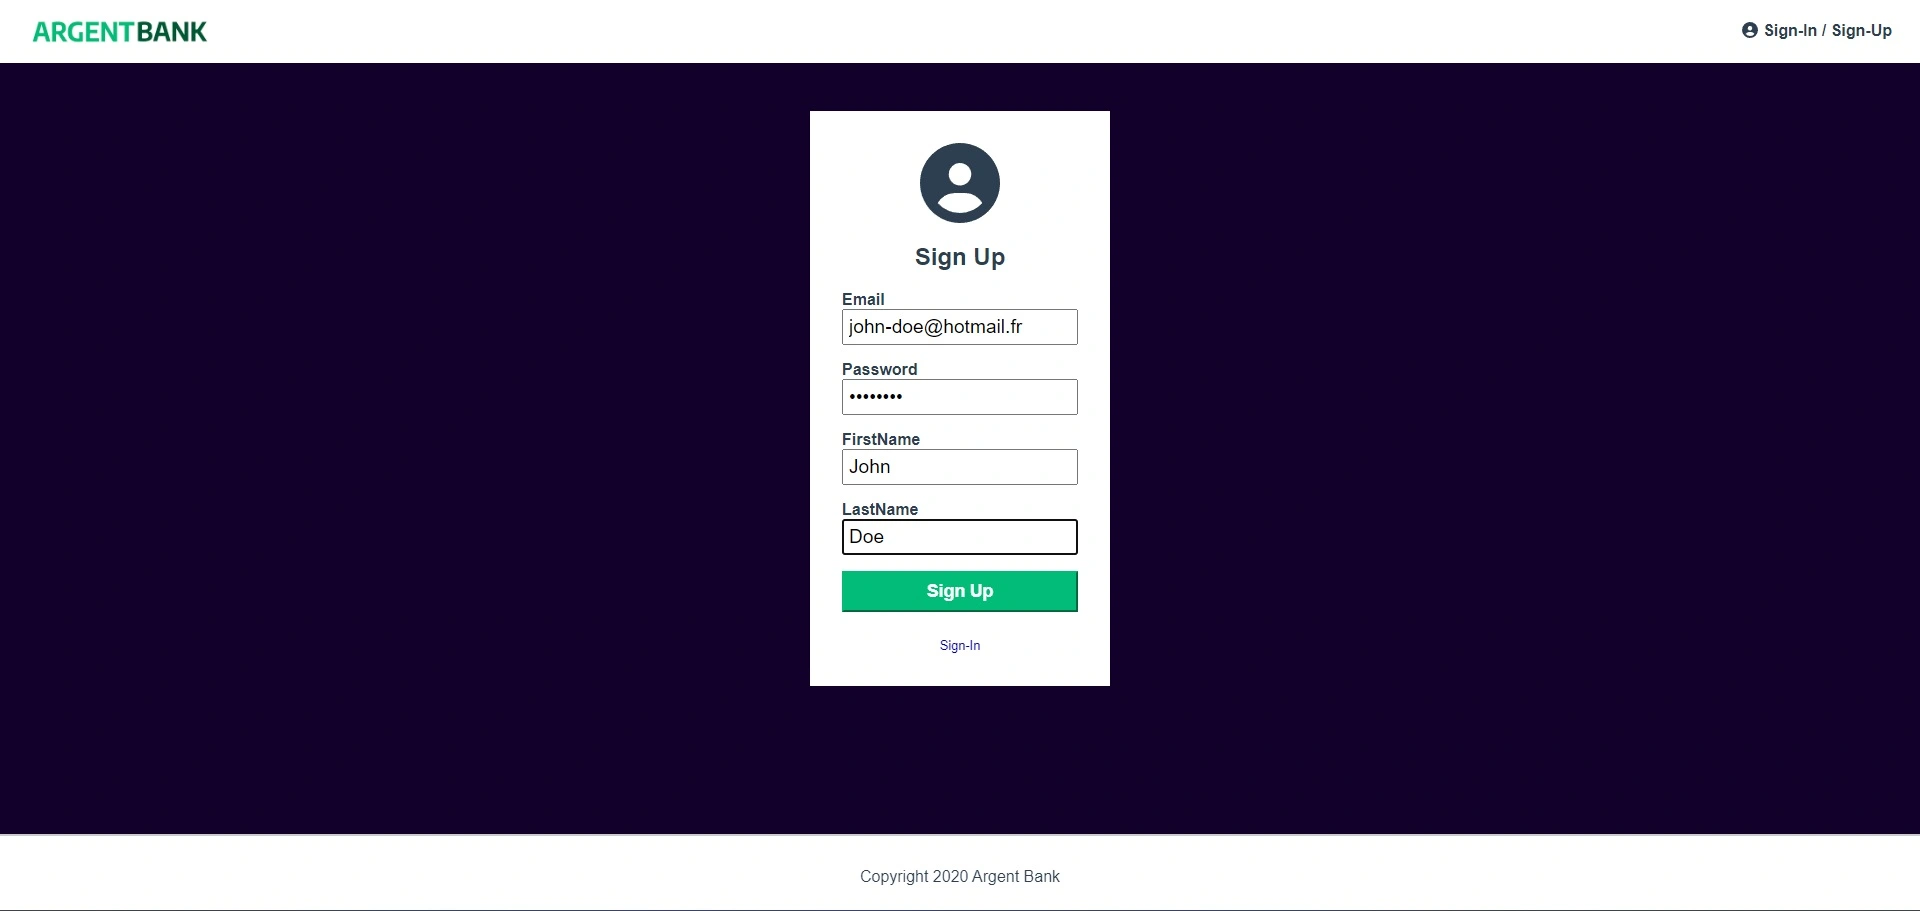 ARGENTBANK
Sign-In / Sign-Up
Sign Up
Email
john-doe@hotmail.fr
Password
••••••••
FirstName
John
LastName
Doe
Sign Up
Sign-In
Copyright 2020 Argent Bank